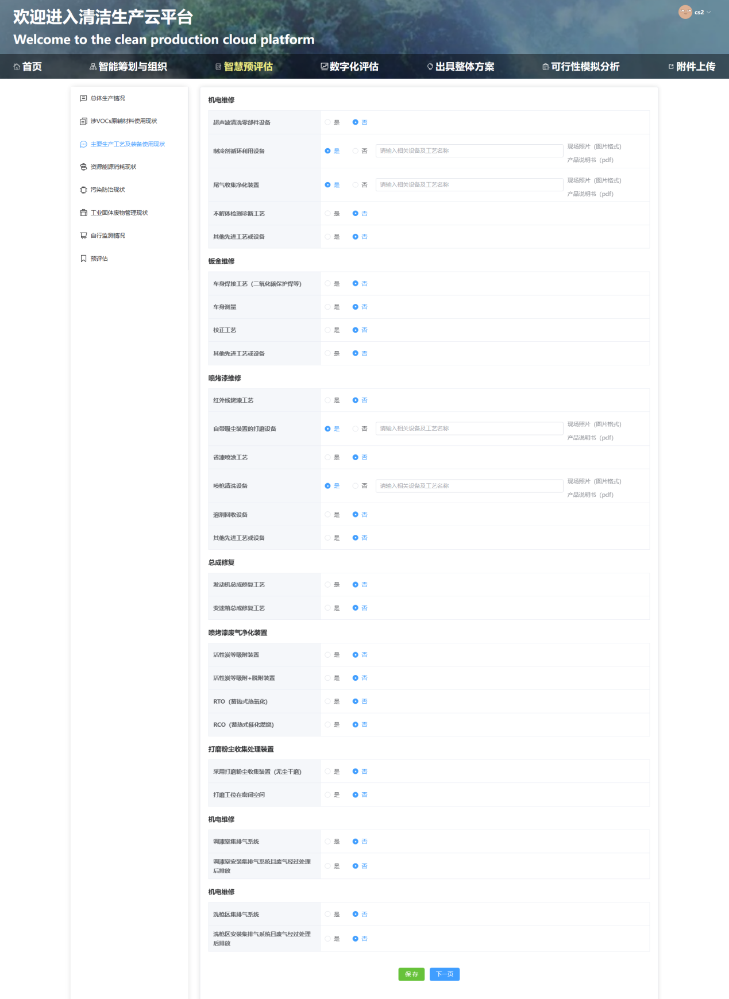 欢迎进入清洁生产云平台
cs2
Welcome to the clean production cloud platform
首页 智能筹划与组织 智慧预评估 数字化评估 出具整体方案 可行性模拟分析 附件上传
总体生产情况
涉VOCs原辅材料使用现状
主要生产工艺及装备使用现状
资源能源消耗现状
污染防治现状
工业固体废物管理现状
自行监测情况
预评估
机电维修
超声波清洗零部件设备 是 否
制冷剂循环利用设备 是 否 请输入相关设备及工艺名称 现场照片（图片格式）
产品说明书（pdf）
尾气收集净化装置 是 否 请输入相关设备及工艺名称 现场照片（图片格式）
产品说明书（pdf）
不解体检测诊断工艺 是 否
其他先进工艺或设备 是 否
钣金维修
车身焊接工艺（二氧化碳保护焊等） 是 否
车身测量 是 否
校正工艺 是 否
其他先进工艺或设备 是 否
喷烤漆维修
红外线烤漆工艺 是 否
自带吸尘装置的打磨设备 是 否 请输入相关设备及工艺名称 现场照片（图片格式）
产品说明书（pdf）
省漆喷涂工艺 是 否
喷枪清洗设备 是 否 请输入相关设备及工艺名称 现场照片（图片格式）
产品说明书（pdf）
溶剂回收设备 是 否
其他先进工艺或设备 是 否
总成修复
发动机总成修复工艺 是 否
变速箱总成修复工艺 是 否
喷烤漆废气净化装置
活性炭等吸附装置 是 否
活性炭等吸附+脱附装置 是 否
RTO（蓄热式热氧化） 是 否
RCO（蓄热式催化燃烧） 是 否
打磨粉尘收集处理装置
采用打磨粉尘收集装置（无尘干磨） 是 否
打磨工位在密闭空间 是 否
机电维修
调漆室集排气系统 是 否
调漆室安装集排气系统且废气经过处理
后排放 是 否
机电维修
洗枪区集排气系统 是 否
洗枪区安装集排气系统且废气经过处理
后排放 是 否
保存 下一页